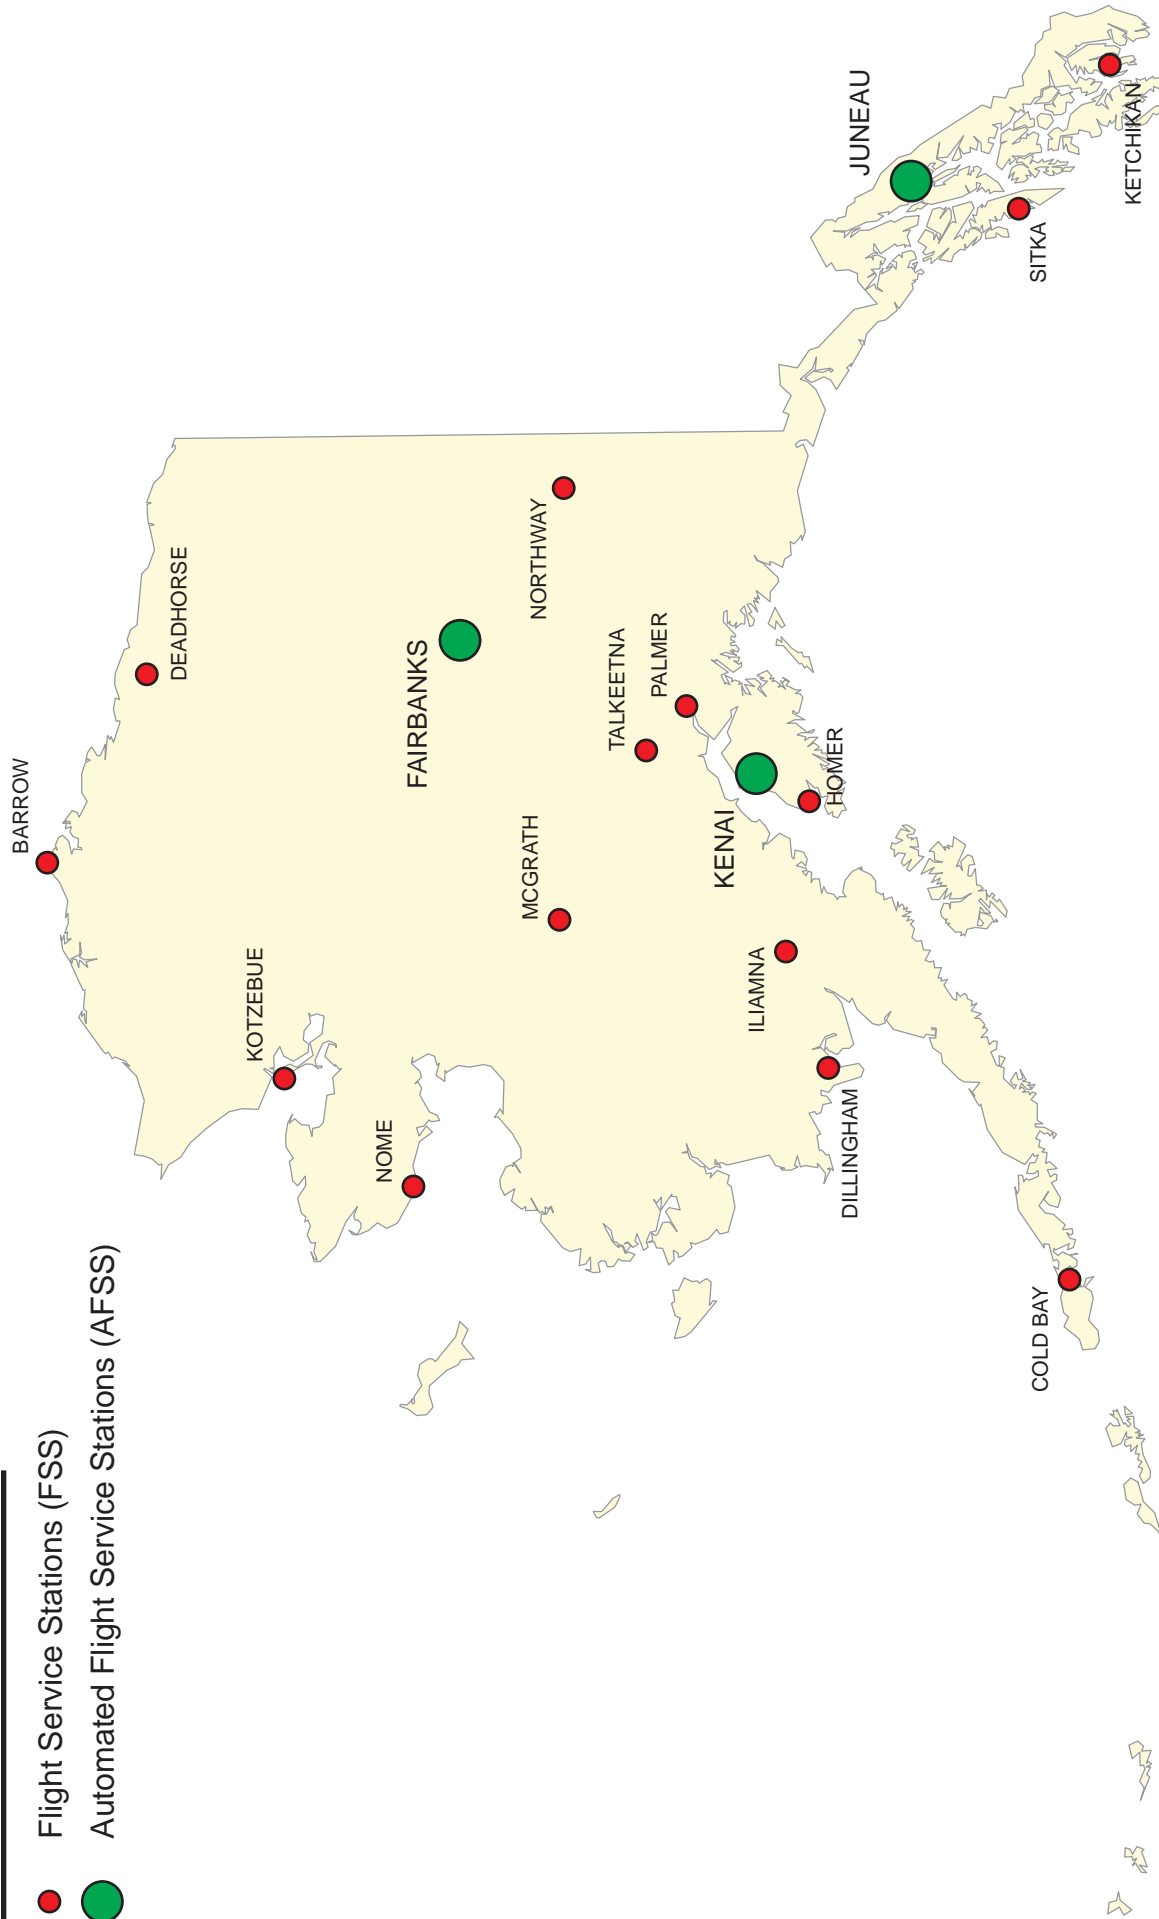 Flight Service Stations (FSS)
Automated Flight Service Stations (AFSS)
BARROW
DEADHORSE
KOTZEBUE
NOME
FAIRBANKS
MCGRATH
NORTHWAY
TALKEETNA
PALMER
KENAI
HOMER
ILIAMNA
DILLINGHAM
COLD BAY
JUNEAU
SITKA
KETCHIKAN